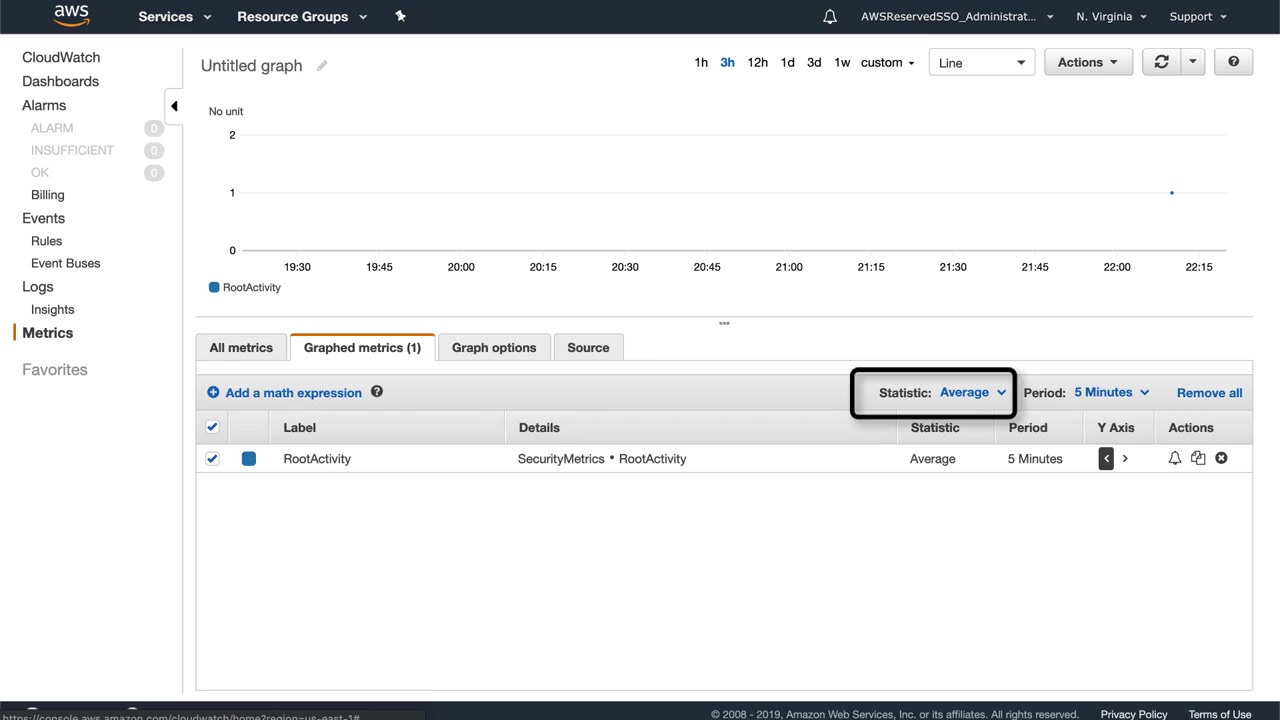 aws Services Resource Groups AWSReservedSSO_Administrat... N. Virginia Support
CloudWatch
Dashboards
Alarms
ALARM 0
INSUFFICIENT 0
OK 0
Billing
Events
Rules
Event Buses
Logs
Insights
Metrics
Favorites
Untitled graph 1h 3h 12h 1d 3d 1w custom Line Actions ?
No unit
2
1
0
19:30 19:45 20:00 20:15 20:30 20:45 21:00 21:15 21:30 21:45 22:00 22:15
RootActivity
All metrics Graphed metrics (1) Graph options Source
Add a math expression ? Statistic: Average Period: 5 Minutes Remove all
Label Details Statistic Period Y Axis Actions
RootActivity SecurityMetrics • RootActivity Average 5 Minutes < >
https://console.aws.amazon.com/cloudwatch/home?region=us-east-1# © 2008 - 2019, Amazon Web Services, Inc. or its affiliates. All rights reserved. Privacy Policy Terms of Use